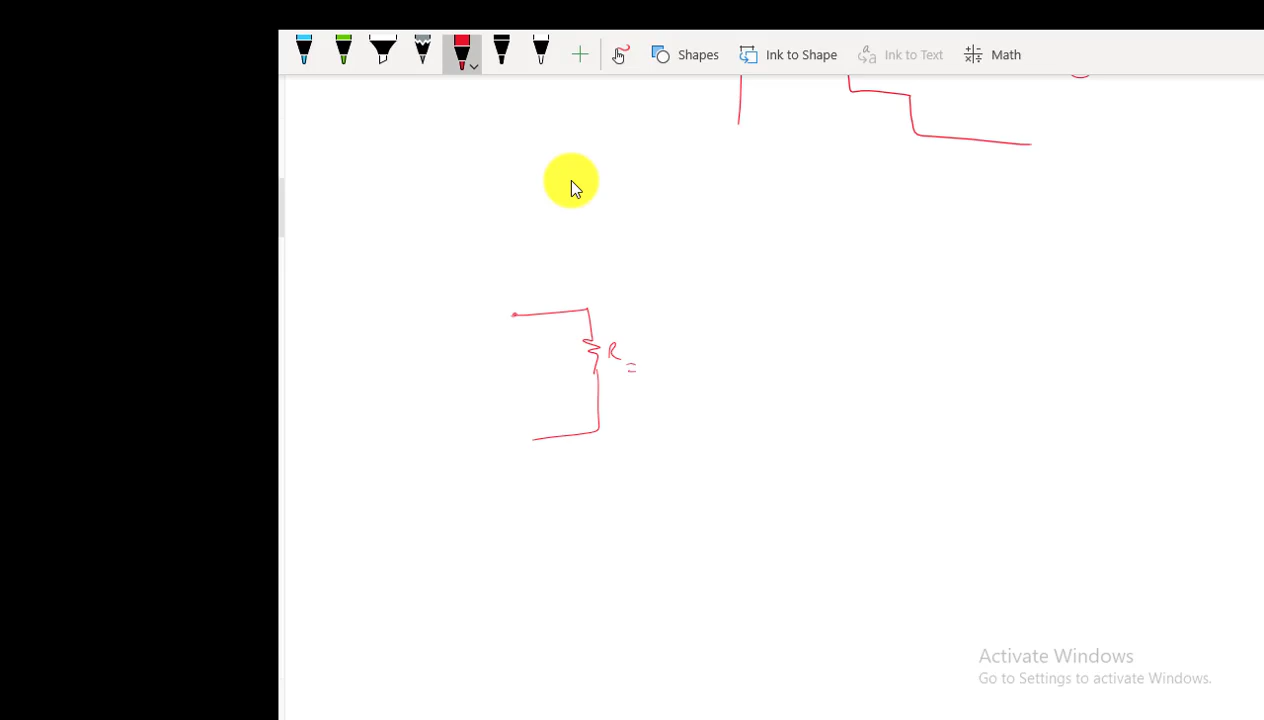 Shapes Ink to Shape Ink to Text Math
R =
Activate Windows
Go to Settings to activate Windows.